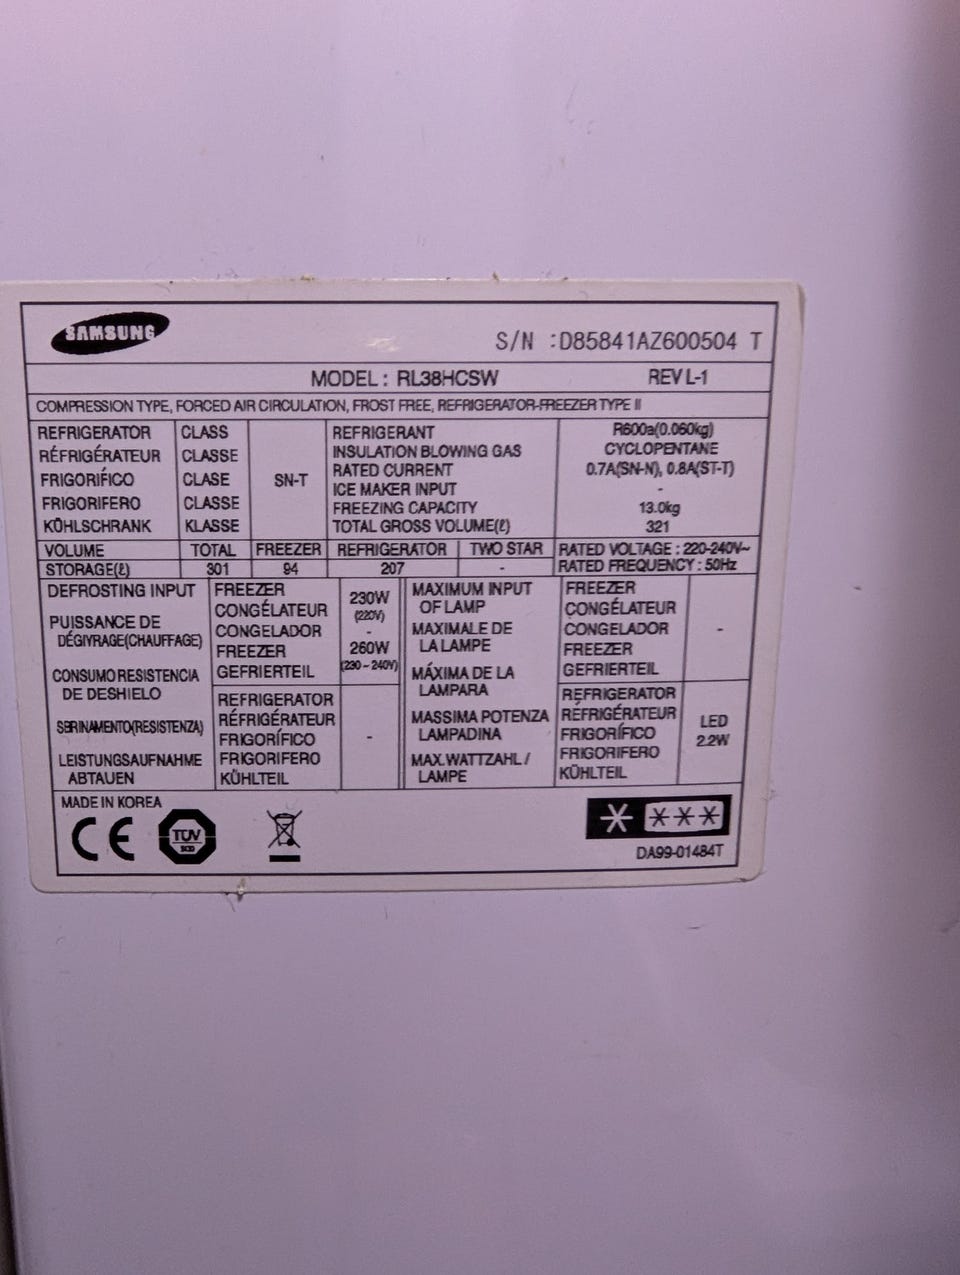 SAMSUNG
S/N :D85841AZ600504 T
MODEL : RL38HCSW REV L-1
COMPRESSION TYPE, FORCED AIR CIRCULATION, FROST FREE, REFRIGERATOR-FREEZER TYPE II
REFRIGERATOR CLASS
RÉFRIGÉRATEUR CLASSE
FRIGORÍFICO CLASE
FRIGORIFERO CLASSE
KÖHLSCHRANK KLASSE
SN-T
REFRIGERANT R600a(0.060kg)
INSULATION BLOWING GAS CYCLOPENTANE
RATED CURRENT 0.7A(SN-N), 0.8A(ST-T)
ICE MAKER INPUT -
FREEZING CAPACITY 13.0kg
TOTAL GROSS VOLUME(ℓ) 321
VOLUME TOTAL FREEZER REFRIGERATOR TWO STAR RATED VOLTAGE : 220-240V~
STORAGE(ℓ) 301 94 207 - RATED FREQUENCY : 50Hz
DEFROSTING INPUT
PUISSANCE DE
DÉGIYRAGE(CHAUFFAGE)
CONSUMO RESISTENCIA
DE DESHIELO
SBRINAMENTO(RESISTENZA)
LEISTUNGSAUFNAHME
ABTAUEN
FREEZER
CONGÉLATEUR
CONGELADOR
FREEZER
GEFRIERTEIL
230W
(220V)
-
260W
(230~240V)
REFRIGERATOR
RÉFRIGÉRATEUR
FRIGORÍFICO
FRIGORIFERO
KÜHLTEIL
-
MAXIMUM INPUT
OF LAMP
MAXIMALE DE
LA LAMPE
MÁXIMA DE LA
LAMPARA
MASSIMA POTENZA
LAMPADINA
MAX.WATTZAHL /
LAMPE
FREEZER
CONGÉLATEUR
CONGELADOR
FREEZER
GEFRIERTEIL
-
REFRIGERATOR
RÉFRIGÉRATEUR
FRIGORÍFICO
FRIGORIFERO
KÜHLTEIL
LED
2.2W
MADE IN KOREA
CE
TÜV
DA99-01484T